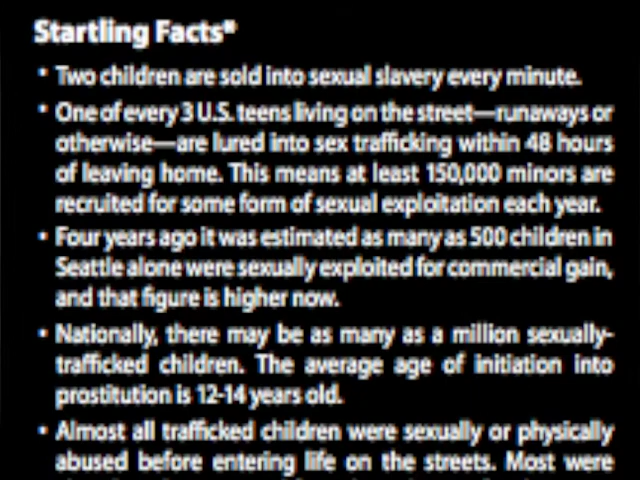 Startling Facts*
• Two children are sold into sexual slavery every minute.
• One of every 3 U.S. teens living on the street—runaways or
otherwise—are lured into sex trafficking within 48 hours
of leaving home. This means at least 150,000 minors are
recruited for some form of sexual exploitation each year.
• Four years ago it was estimated as many as 500 children in
Seattle alone were sexually exploited for commercial gain,
and that figure is higher now.
• Nationally, there may be as many as a million sexually-
trafficked children. The average age of initiation into
prostitution is 12-14 years old.
• Almost all trafficked children were sexually or physically
abused before entering life on the streets. Most were